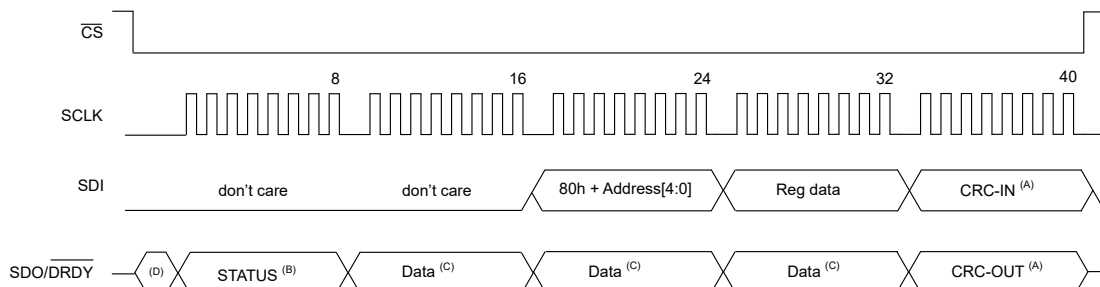 CS
8 16 24 32 40
SCLK
SDI don't care don't care 80h + Address[4:0] Reg data CRC-IN (A)
SDO/DRDY (D) STATUS (B) Data (C) Data (C) Data (C) CRC-OUT (A)